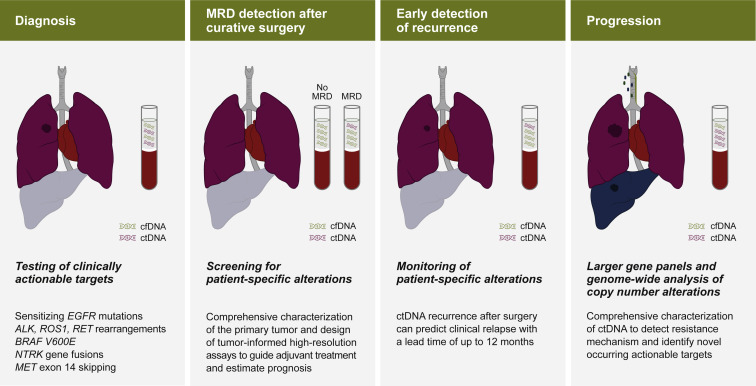 Diagnosis
cfDNA
ctDNA
Testing of clinically
actionable targets
Sensitizing EGFR mutations
ALK, ROS1, RET rearrangements
BRAF V600E
NTRK gene fusions
MET exon 14 skipping
MRD detection after
curative surgery
No
MRD
MRD
cfDNA
ctDNA
Screening for
patient-specific alterations
Comprehensive characterization
of the primary tumor and design
of tumor-informed high-resolution
assays to guide adjuvant treatment
and estimate prognosis
Early detection
of recurrence
cfDNA
ctDNA
Monitoring of
patient-specific alterations
ctDNA recurrence after surgery
can predict clinical relapse with
a lead time of up to 12 months
Progression
cfDNA
ctDNA
Larger gene panels and
genome-wide analysis of
copy number alterations
Comprehensive characterization
of ctDNA to detect resistance
mechanism and identify novel
occurring actionable targets